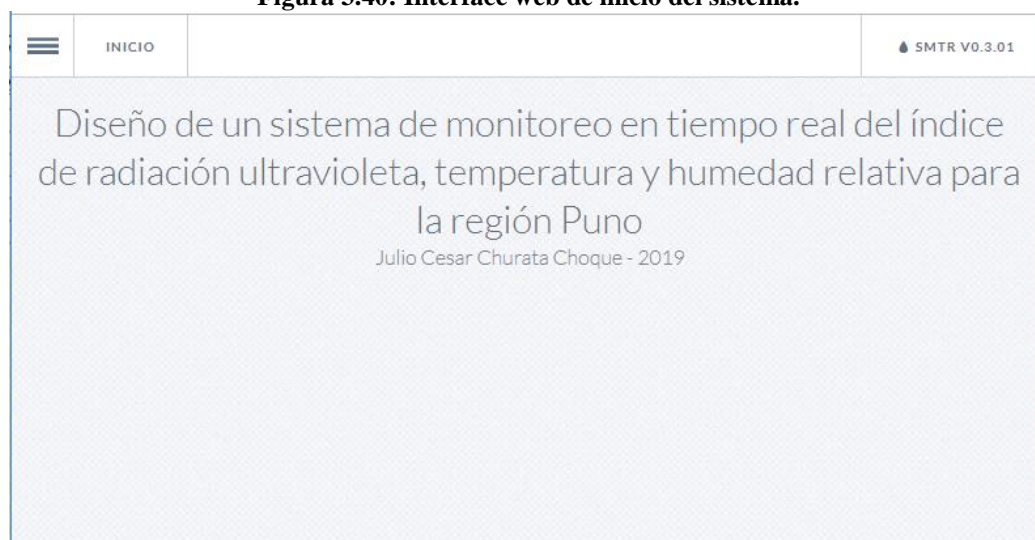 Figura 3.40: Interface web de inicio del sistema.
INICIO
SMTR V0.3.01
Diseño de un sistema de monitoreo en tiempo real del índice
de radiación ultravioleta, temperatura y humedad relativa para
la región Puno
Julio Cesar Churata Choque - 2019